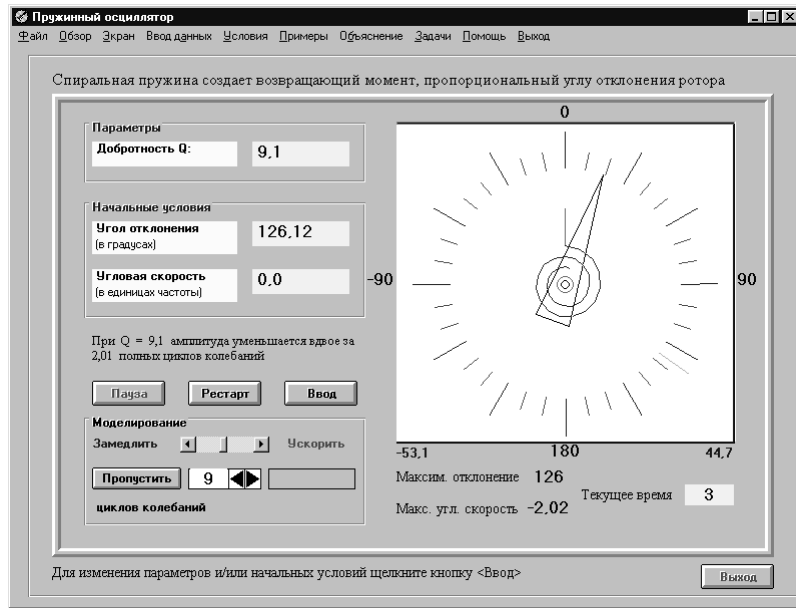 Пружинный осциллятор
Файл Обзор Экран Ввод данных Условия Примеры Объяснение Задачи Помощь Выход
Спиральная пружина создает возвращающий момент, пропорциональный углу отклонения ротора
Параметры
Добротность Q: 9,1
Начальные условия
Угол отклонения
(в градусах)
126,12
Угловая скорость
(в единицах частоты)
0,0
При Q = 9,1 амплитуда уменьшается вдвое за
2,01 полных циклов колебаний
Пауза Рестарт Ввод
Моделирование
Замедлить Ускорить
Пропустить 9
циклов колебаний
0
-90 90
-53,1 180 44,7
Максим. отклонение 126
Макс. угл. скорость -2,02
Текущее время 3
Для изменения параметров и/или начальных условий щелкните кнопку <Ввод>
Выход